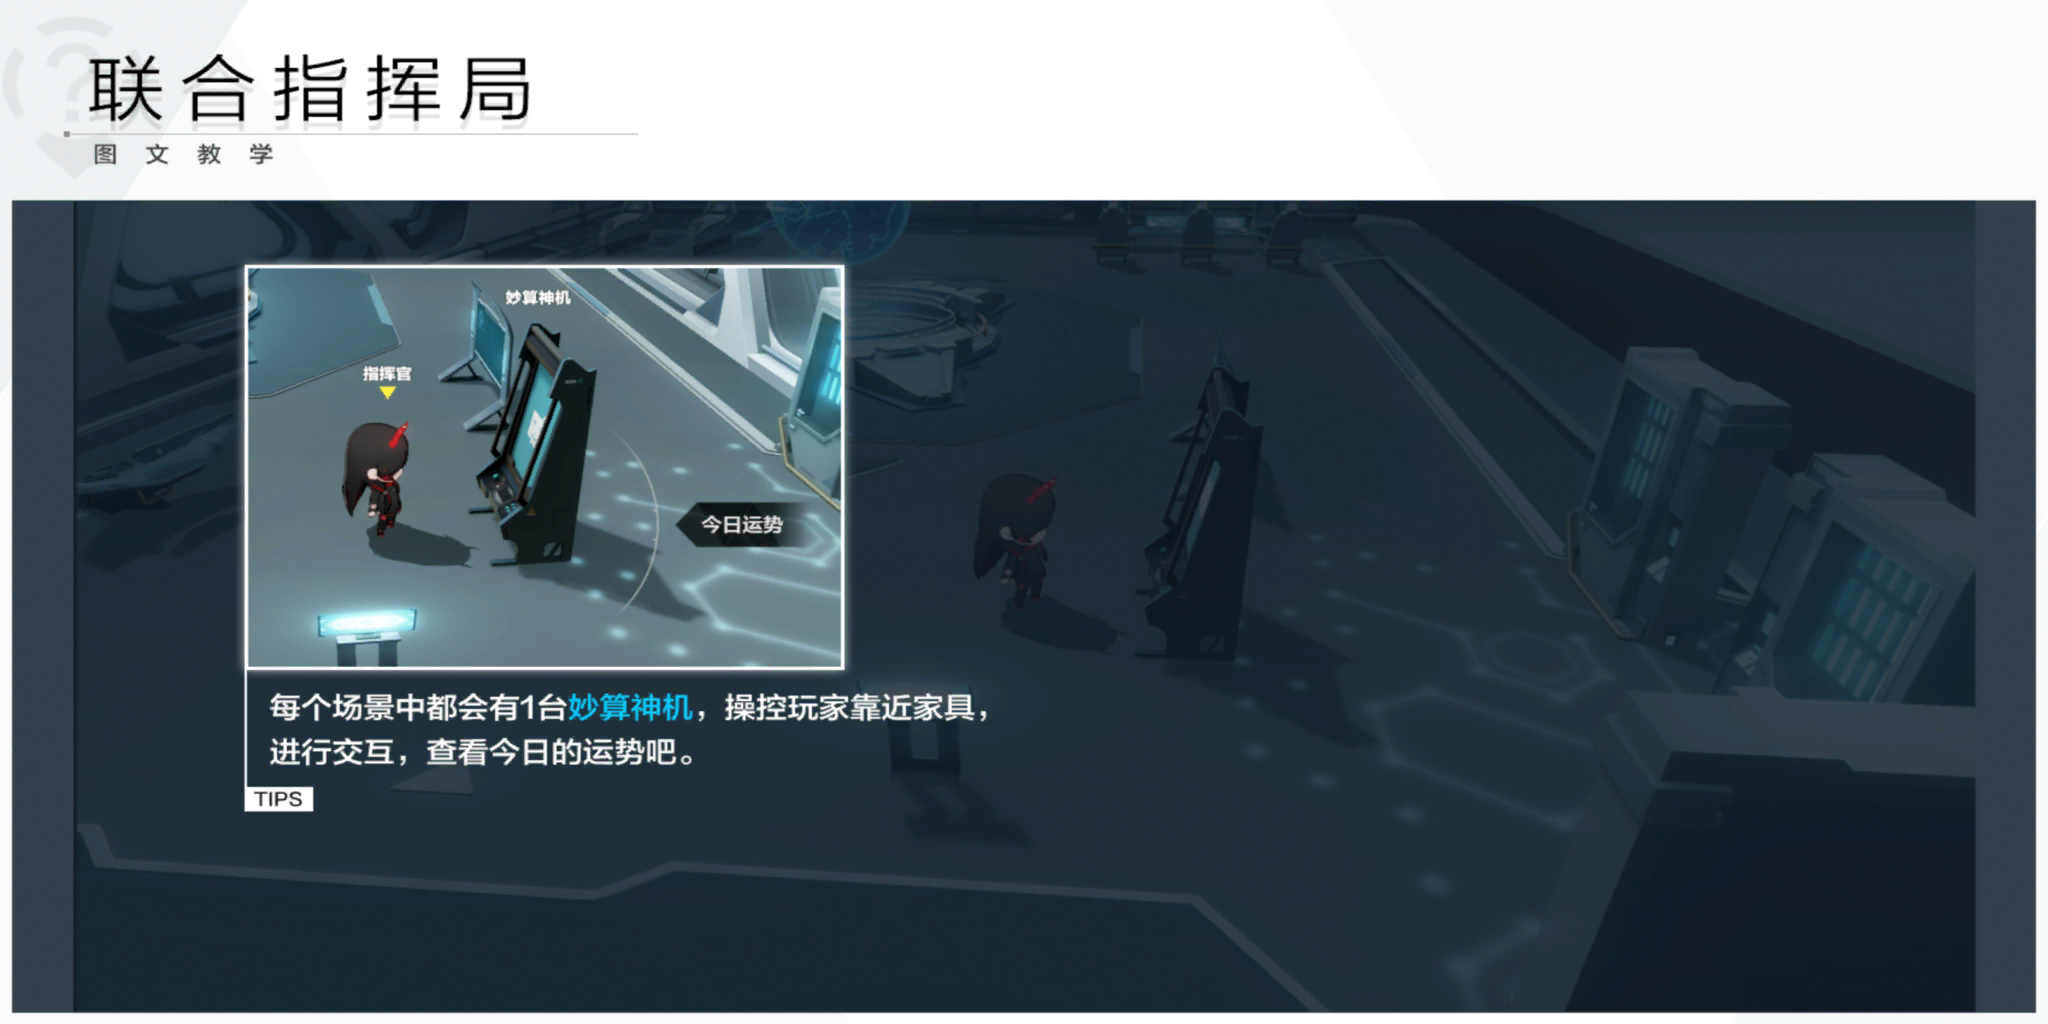 联合指挥局
图文教学
妙算神机
指挥官
今日运势
每个场景中都会有1台妙算神机，操控玩家靠近家具，
进行交互，查看今日的运势吧。
TIPS